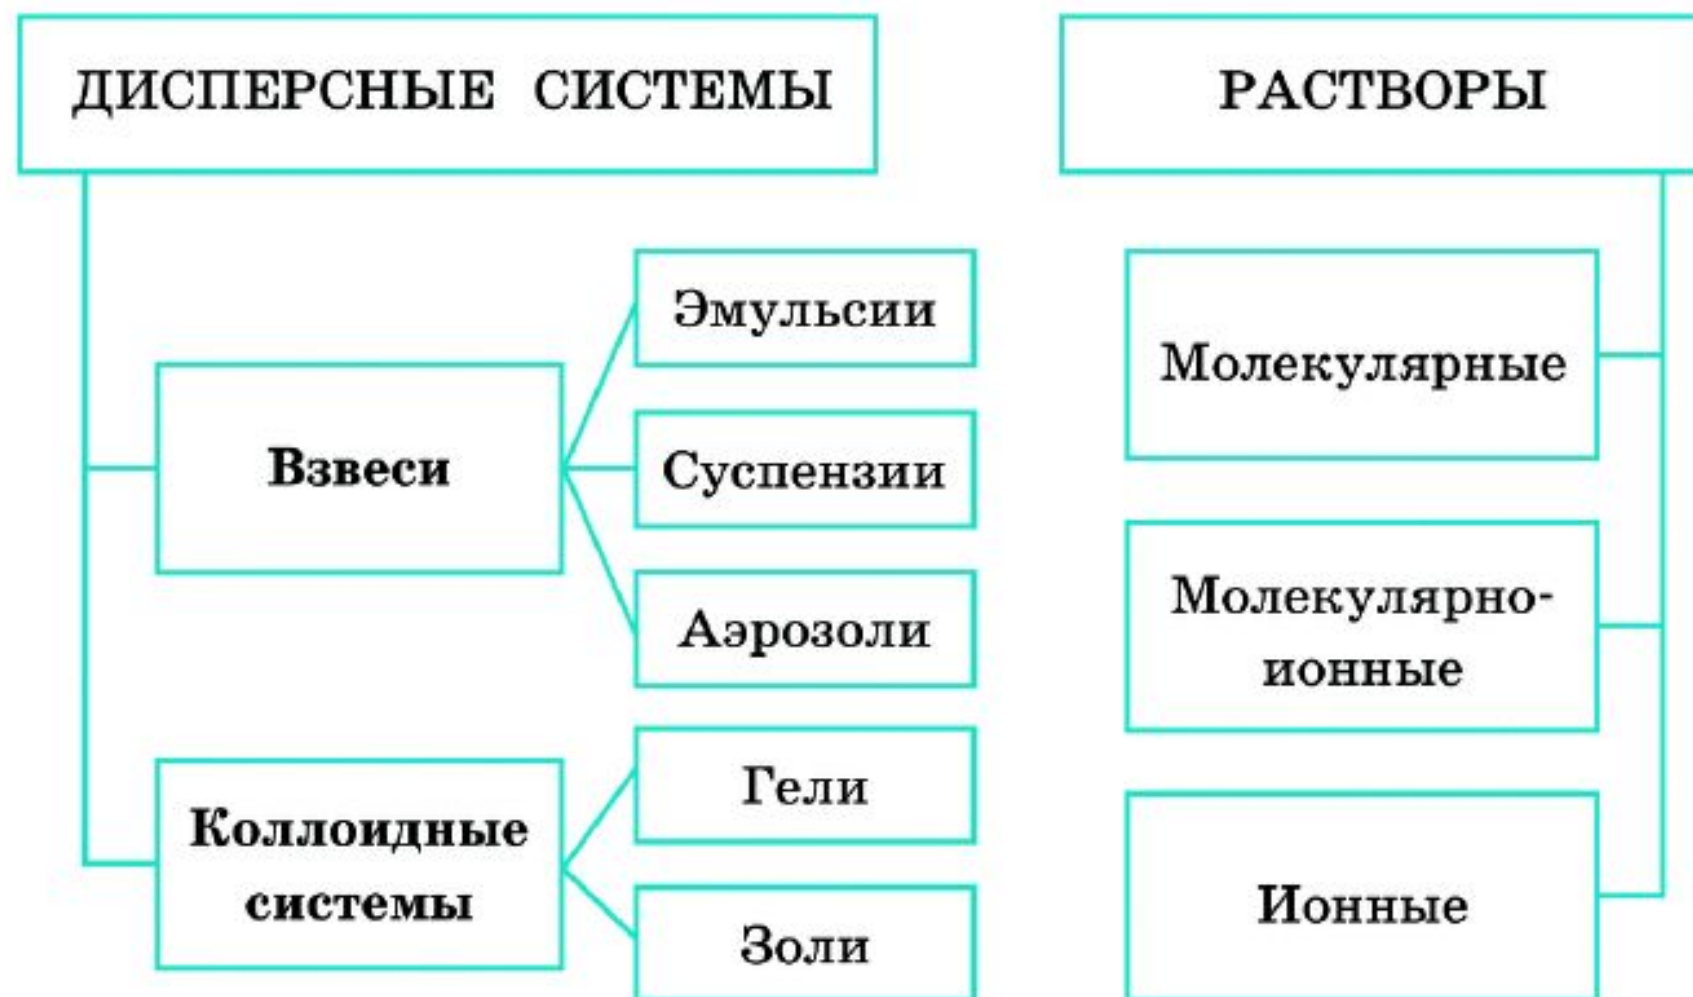 ДИСПЕРСНЫЕ СИСТЕМЫ
Взвеси
Эмульсии
Суспензии
Аэрозоли
Коллоидные
системы
Гели
Золи
РАСТВОРЫ
Молекулярные
Молекулярно-
ионные
Ионные